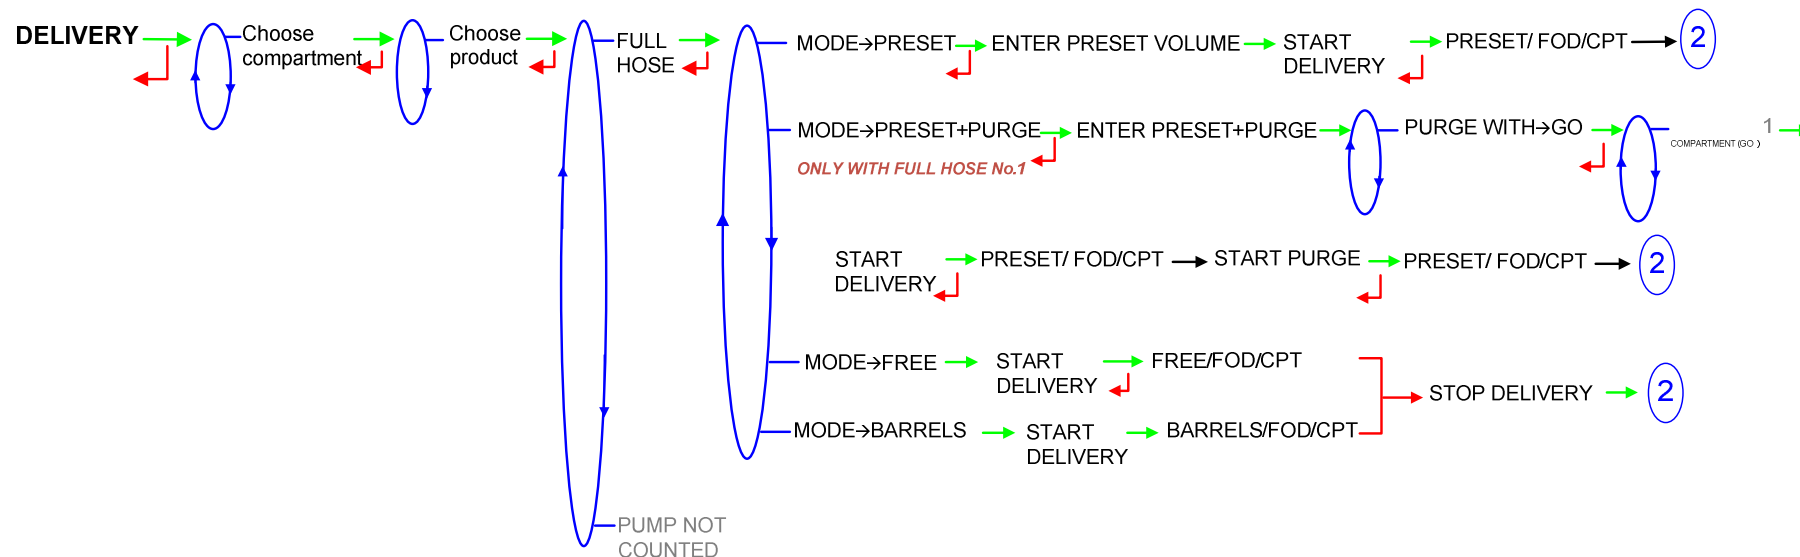 DELIVERY
Choose
compartment
Choose
product
FULL
HOSE
MODE→PRESET
ENTER PRESET VOLUME
START
DELIVERY
PRESET/ FOD/CPT
2
MODE→PRESET+PURGE
ENTER PRESET+PURGE
PURGE WITH→GO
COMPARTMENT (GO )
1
ONLY WITH FULL HOSE No.1
START
DELIVERY
PRESET/ FOD/CPT
START PURGE
PRESET/ FOD/CPT
2
MODE→FREE
START
DELIVERY
FREE/FOD/CPT
STOP DELIVERY
2
MODE→BARRELS
START
DELIVERY
BARRELS/FOD/CPT
PUMP NOT
COUNTED